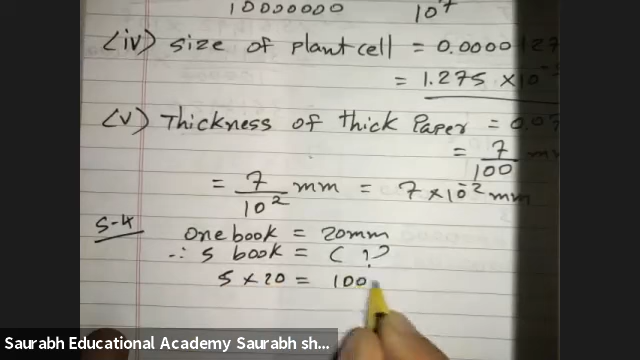 10000000 10⁷
(iv) size of plant cell = 0.0000127
= 1.275 × 10⁻⁵
(v) Thickness of thick Paper = 0.07
= 7/100 mm
= 7/10² mm = 7 × 10⁻² mm
S-4 One book = 20mm
∴ 5 book = ( ?
5 × 20 = 100
Saurabh Educational Academy Saurabh sh...